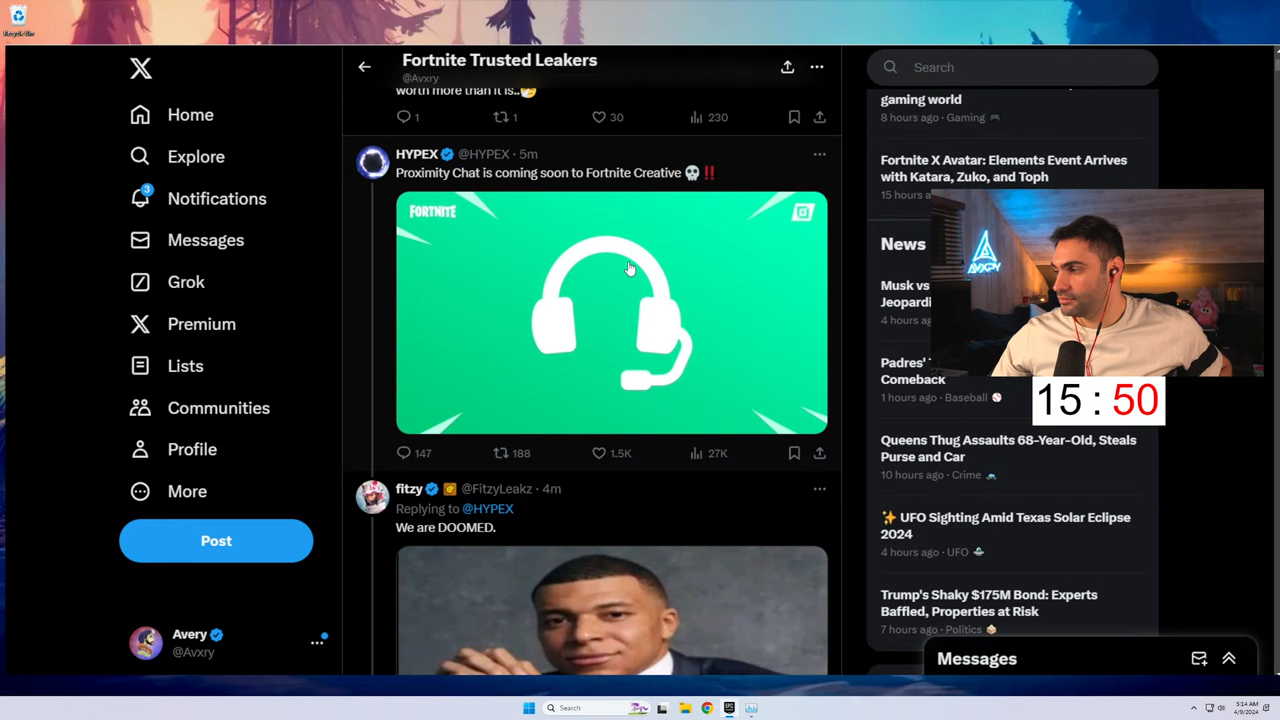 Recycle Bin
Home
Explore
3
Notifications
Messages
Grok
Premium
Lists
Communities
Profile
More
Post
Avery
@Avxry
Fortnite Trusted Leakers
@Avxry
worth more than it is..🤧
1
1
30
230
HYPEX @HYPEX · 5m
Proximity Chat is coming soon to Fortnite Creative 💀‼️
FORTNITE
147
188
1.5K
27K
fitzy @FitzyLeakz · 4m
Replying to @HYPEX
We are DOOMED.
Search
gaming world
8 hours ago · Gaming 🎮
Fortnite X Avatar: Elements Event Arrives
with Katara, Zuko, and Toph
15 hours
News
Musk vs
Jeopardi
4 hours ago
Padres' T
Comeback
1 hours ago · Baseball ⚾
Queens Thug Assaults 68-Year-Old, Steals
Purse and Car
10 hours ago · Crime
✨ UFO Sighting Amid Texas Solar Eclipse
2024
4 hours ago · UFO 🛸
Trump's Shaky $175M Bond: Experts
Baffled, Properties at Risk
7 hours ago · Politics
Messages
AVXRY
15 : 50
Search
EPIC
5:14 AM
4/9/2024